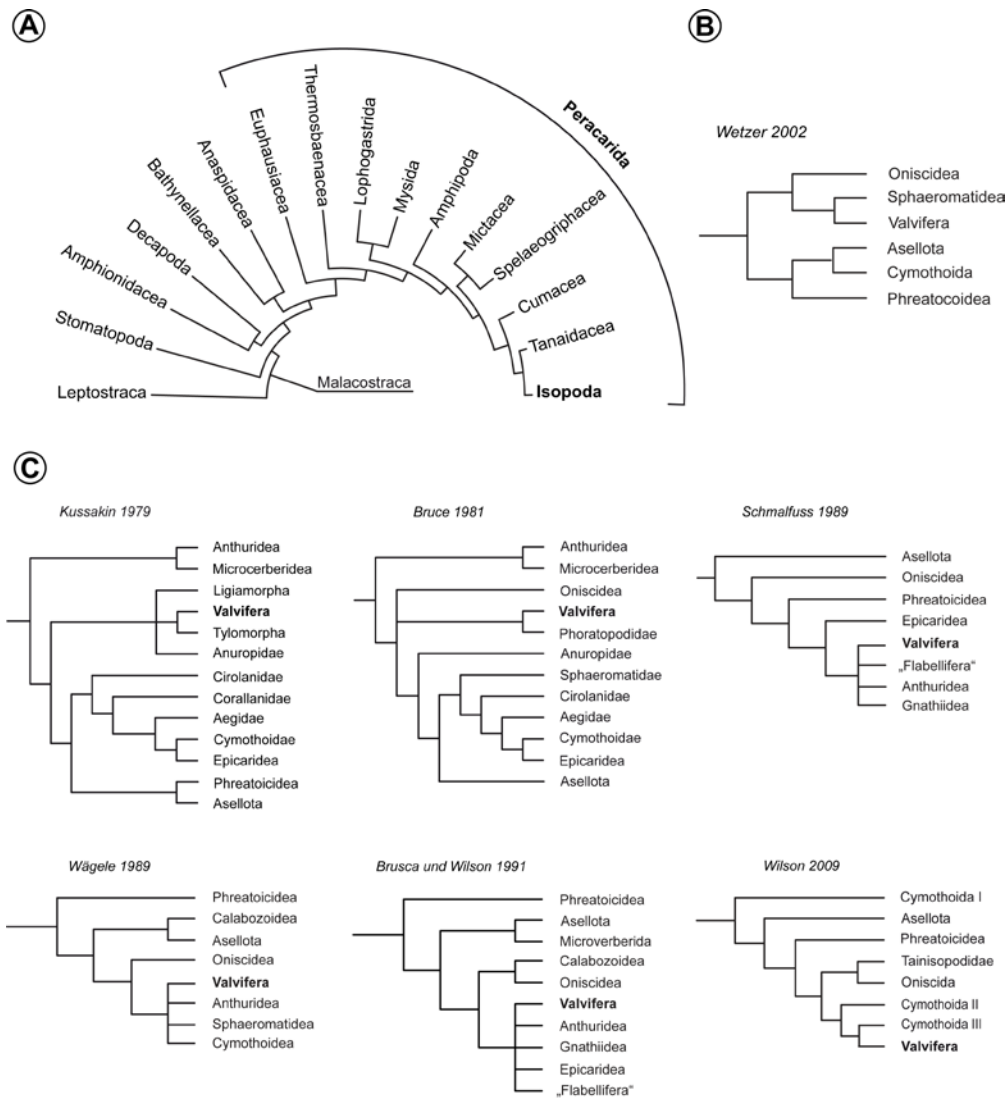 A
Leptostraca
Stomatopoda
Amphionidacea
Decapoda
Bathynellacea
Anaspidacea
Euphausiacea
Thermosbaenacea
Lophogastrida
Mysida
Amphipoda
Mictacea
Spelaeogriphacea
Cumacea
Tanaidacea
Isopoda
Malacostraca
Peracarida
B
Wetzer 2002
Oniscidea
Sphaeromatidea
Valvifera
Asellota
Cymothoida
Phreatocoidea
C
Kussakin 1979
Anthuridea
Microcerberidea
Ligiamorpha
Valvifera
Tylomorpha
Anuropidae
Cirolanidae
Corallanidae
Aegidae
Cymothoidae
Epicaridea
Phreatoicidea
Asellota
Bruce 1981
Anthuridea
Microcerberidea
Oniscidea
Valvifera
Phoratopodidae
Anuropidae
Sphaeromatidae
Cirolanidae
Aegidae
Cymothoidae
Epicaridea
Asellota
Schmalfuss 1989
Asellota
Oniscidea
Phreatoicidea
Epicaridea
Valvifera
„Flabellifera“
Anthuridea
Gnathiidea
Wägele 1989
Phreatoicidea
Calabozoidea
Asellota
Oniscidea
Valvifera
Anthuridea
Sphaeromatidea
Cymothoidea
Brusca und Wilson 1991
Phreatoicidea
Asellota
Microverberida
Calabozoidea
Oniscidea
Valvifera
Anthuridea
Gnathiidea
Epicaridea
„Flabellifera“
Wilson 2009
Cymothoida I
Asellota
Phreatoicidea
Tainisopodidae
Oniscida
Cymothoida II
Cymothoida III
Valvifera